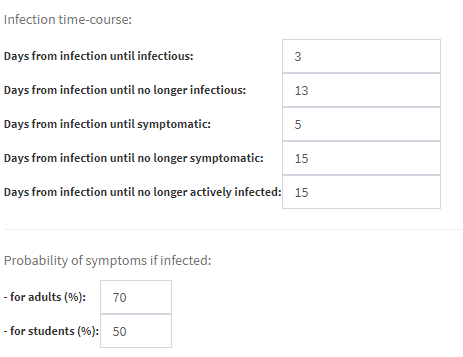 Infection time-course:
Days from infection until infectious: 3
Days from infection until no longer infectious: 13
Days from infection until symptomatic: 5
Days from infection until no longer symptomatic: 15
Days from infection until no longer actively infected: 15
Probability of symptoms if infected:
- for adults (%): 70
- for students (%): 50